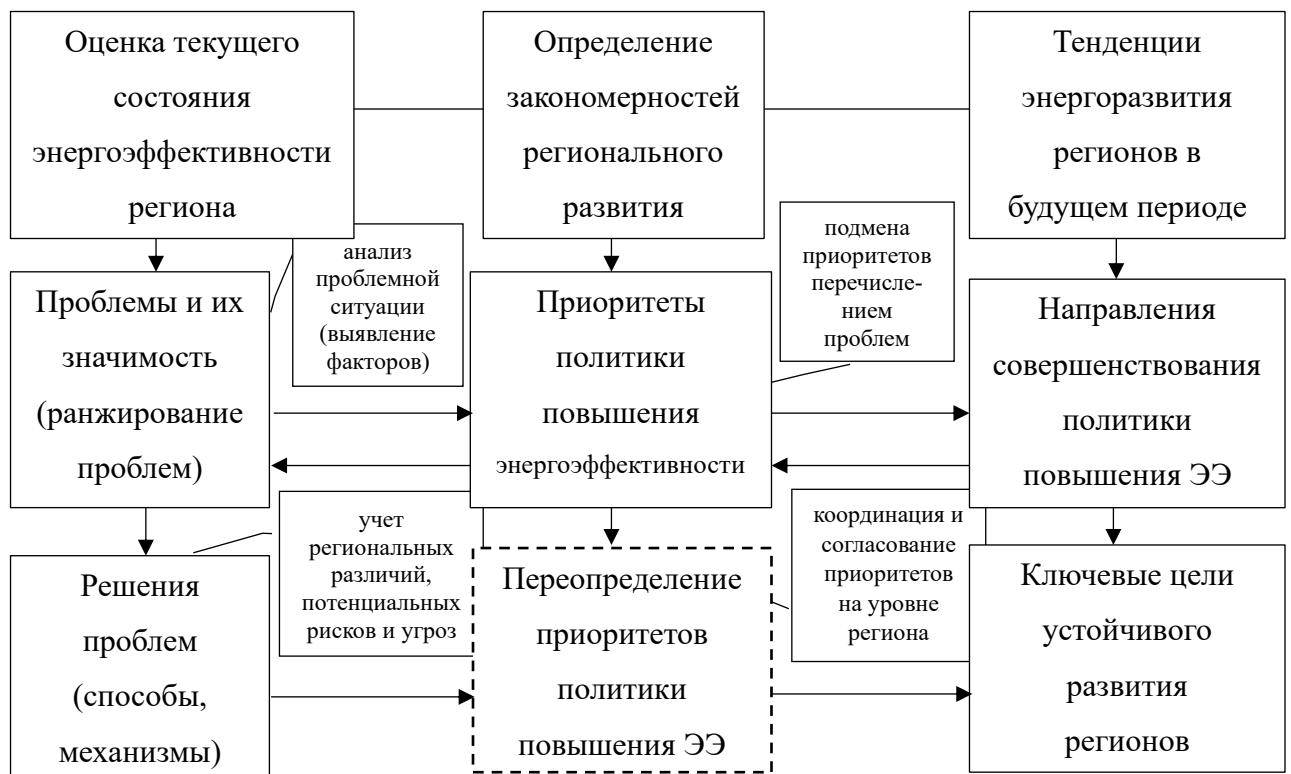 Оценка текущего
состояния
энергоэффективности
региона
Определение
закономерностей
регионального
развития
Тенденции
энергоразвития
регионов в
будущем периоде
анализ
проблемной
ситуации
(выявление
факторов)
подмена
приоритетов
перечисле-
нием
проблем
Проблемы и их
значимость
(ранжирование
проблем)
Приоритеты
политики
повышения
энергоэффективности
Направления
совершенствования
политики
повышения ЭЭ
учет
региональных
различий,
потенциальных
рисков и угроз
координация и
согласование
приоритетов
на уровне
региона
Решения
проблем
(способы,
механизмы)
Переопределение
приоритетов
политики
повышения ЭЭ
Ключевые цели
устойчивого
развития
регионов